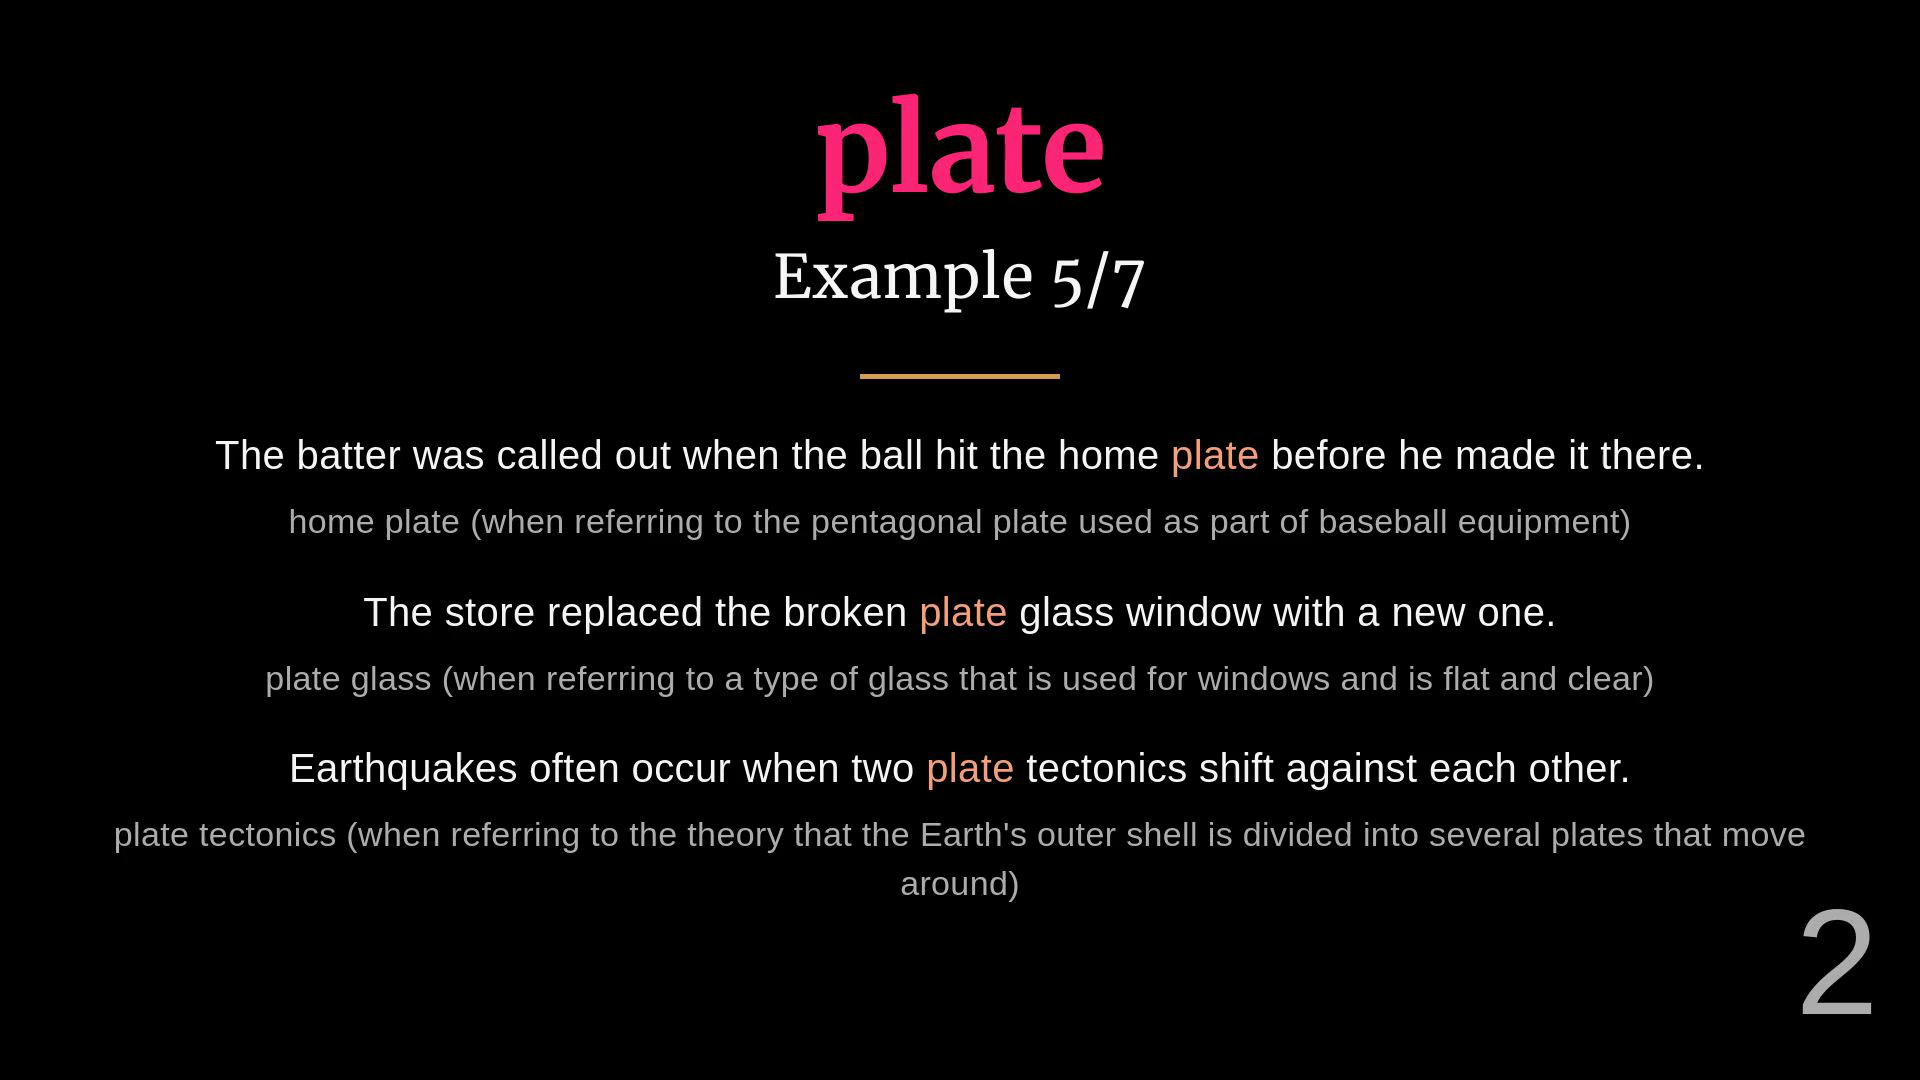 plate
Example 5/7
The batter was called out when the ball hit the home plate before he made it there.
home plate (when referring to the pentagonal plate used as part of baseball equipment)
The store replaced the broken plate glass window with a new one.
plate glass (when referring to a type of glass that is used for windows and is flat and clear)
Earthquakes often occur when two plate tectonics shift against each other.
plate tectonics (when referring to the theory that the Earth's outer shell is divided into several plates that move
around)
2